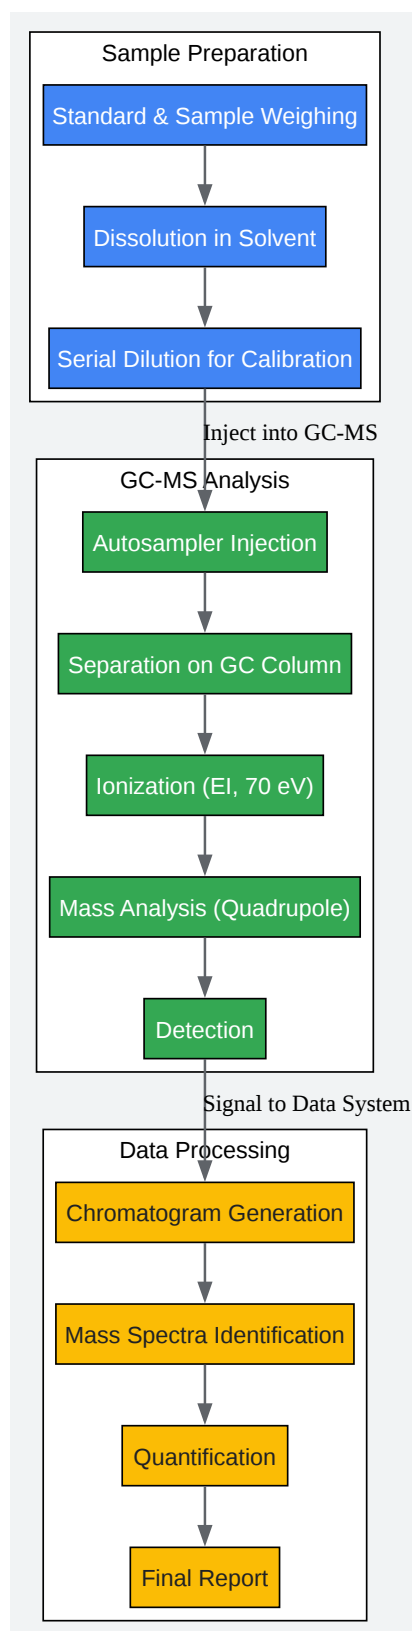 Sample Preparation
Standard & Sample Weighing
Dissolution in Solvent
Serial Dilution for Calibration
Inject into GC-MS
GC-MS Analysis
Autosampler Injection
Separation on GC Column
Ionization (EI, 70 eV)
Mass Analysis (Quadrupole)
Detection
Signal to Data System
Data Processing
Chromatogram Generation
Mass Spectra Identification
Quantification
Final Report